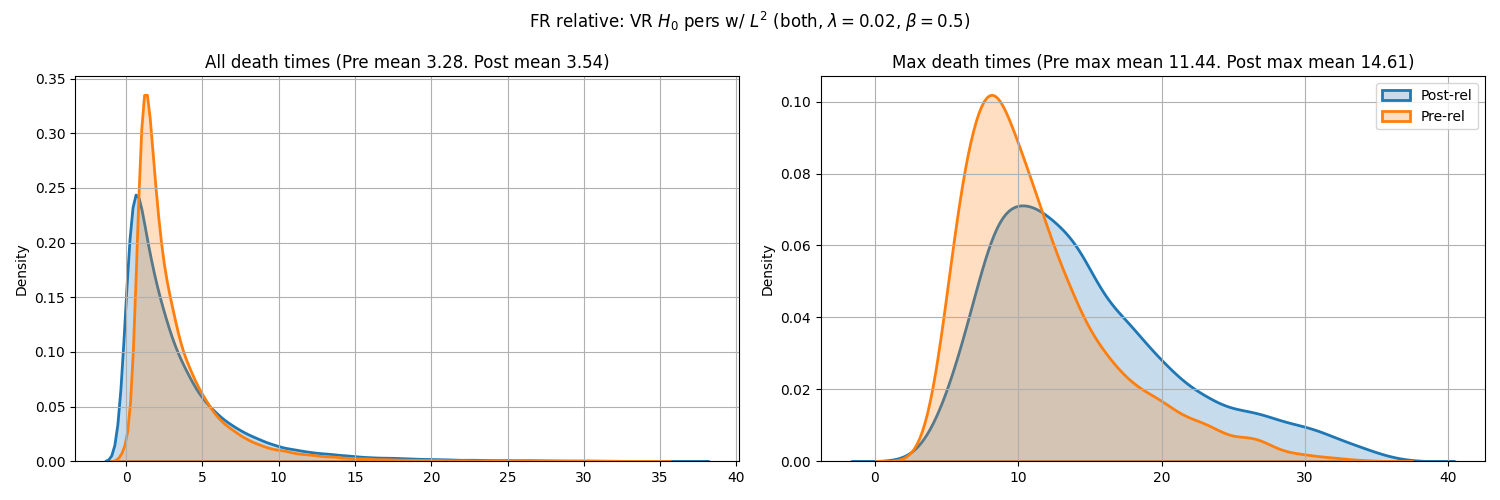 FR relative: VR $H_0$ pers w/ $L^2$ (both, $\lambda = 0.02$, $\beta = 0.5$)
All death times (Pre mean 3.28. Post mean 3.54)
Density
0.35
0.30
0.25
0.20
0.15
0.10
0.05
0.00
0 5 10 15 20 25 30 35 40
Max death times (Pre max mean 11.44. Post max mean 14.61)
Post-rel
Pre-rel
Density
0.10
0.08
0.06
0.04
0.02
0.00
0 10 20 30 40